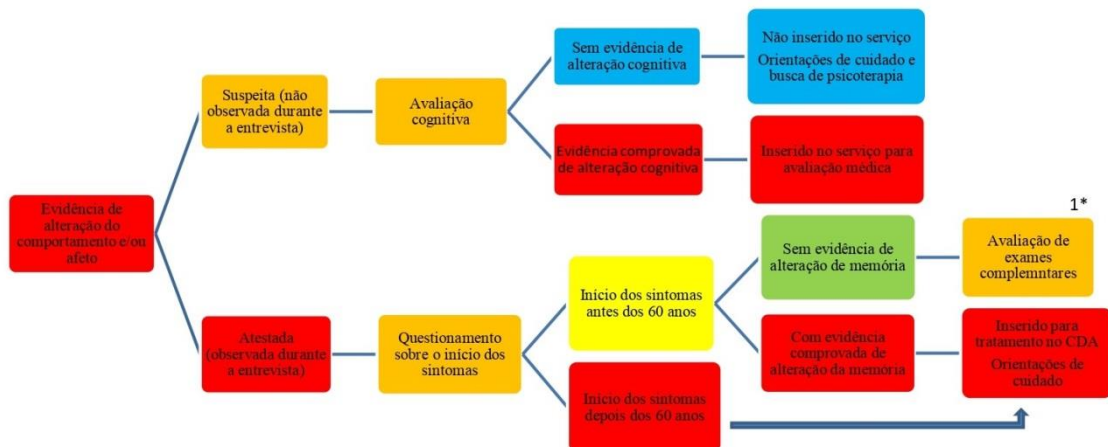 Evidência de
alteração do
comportamento e/ou
afeto
Suspeita (não
observada durante
a entrevista)
Avaliação
cognitiva
Sem evidência de
alteração cognitiva
Não inserido no serviço
Orientações de cuidado e
busca de psicoterapia
Evidência comprovada
de alteração cognitiva
Inserido no serviço para
avaliação médica
Atestada
(observada durante
a entrevista)
Questionamento
sobre o início dos
sintomas
Início dos sintomas
antes dos 60 anos
Sem evidência de
alteração de memória
1*
Avaliação de
exames
complemntares
Com evidência
comprovada de
alteração da memória
Inserido para
tratamento no CDA
Orientações de
cuidado
Início dos sintomas
depois dos 60 anos